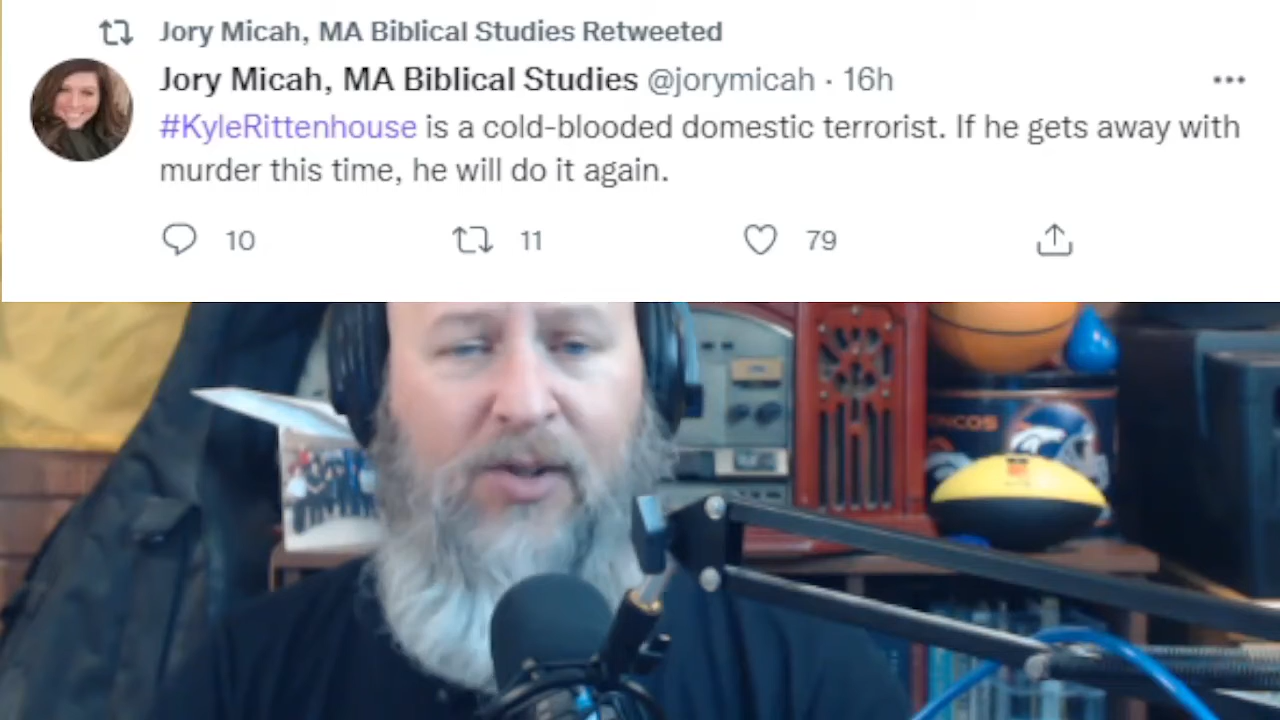 Jory Micah, MA Biblical Studies Retweeted
Jory Micah, MA Biblical Studies @jorymicah · 16h
#KyleRittenhouse is a cold-blooded domestic terrorist. If he gets away with
murder this time, he will do it again.
10 11 79
BRONCOS